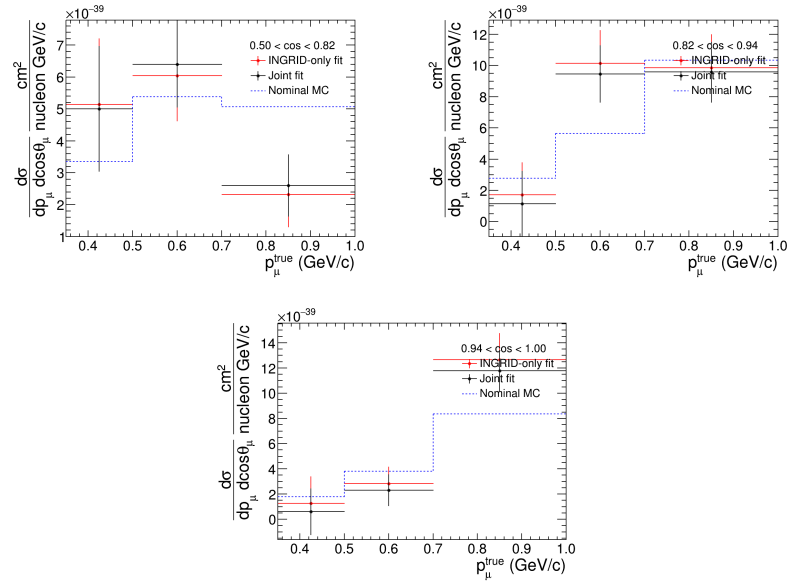 ×10⁻³⁹
dσ / dp_μ dcosθ_μ cm² / nucleon GeV/c
0.50 < cos < 0.82
INGRID-only fit
Joint fit
Nominal MC
7
6
5
4
3
2
1
0.4 0.5 0.6 0.7 0.8 0.9 1.0
p_μ^true (GeV/c)
×10⁻³⁹
dσ / dp_μ dcosθ_μ cm² / nucleon GeV/c
0.82 < cos < 0.94
INGRID-only fit
Joint fit
Nominal MC
12
10
8
6
4
2
0
0.4 0.5 0.6 0.7 0.8 0.9 1.0
p_μ^true (GeV/c)
×10⁻³⁹
dσ / dp_μ dcosθ_μ cm² / nucleon GeV/c
0.94 < cos < 1.00
INGRID-only fit
Joint fit
Nominal MC
14
12
10
8
6
4
2
0
0.4 0.5 0.6 0.7 0.8 0.9 1.0
p_μ^true (GeV/c)